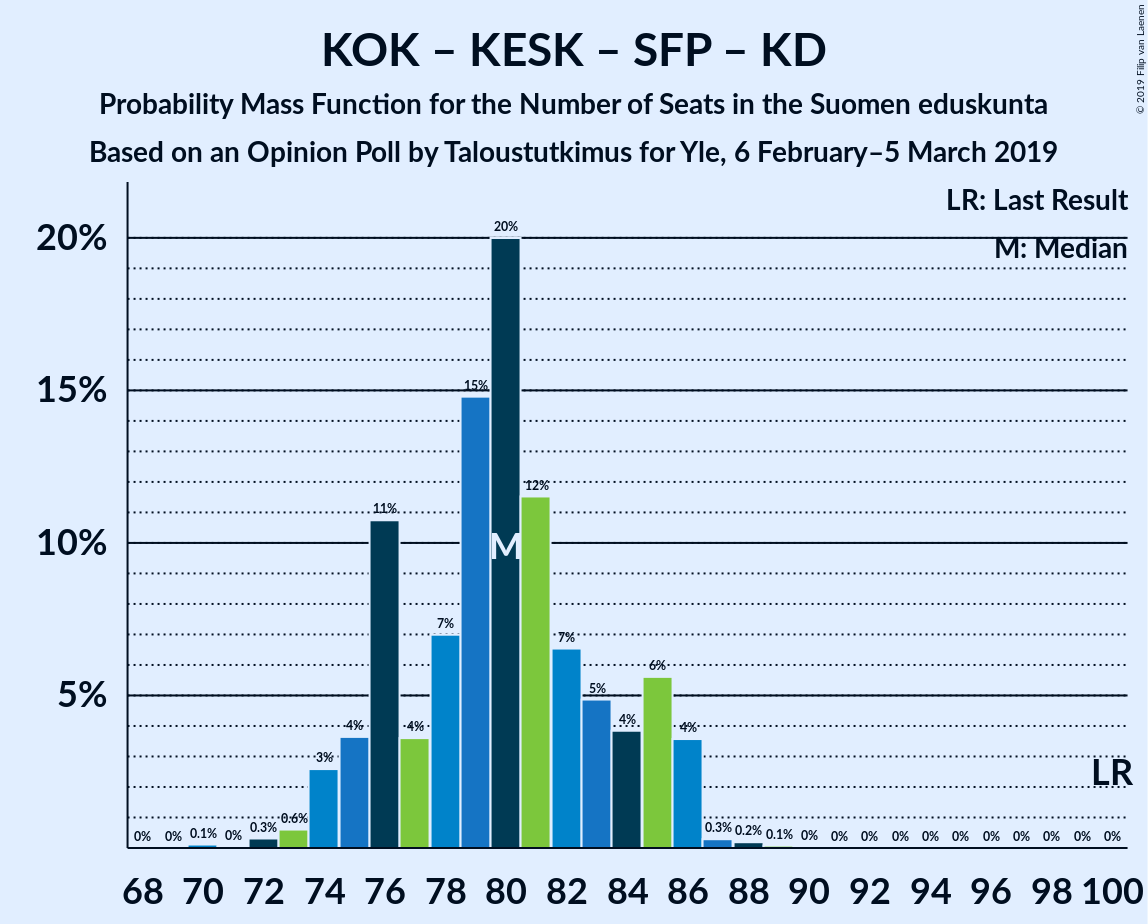 KOK – KESK – SFP – KD
Probability Mass Function for the Number of Seats in the Suomen eduskunta
Based on an Opinion Poll by Taloustutkimus for Yle, 6 February–5 March 2019
© 2019 Filip van Laenen
LR: Last Result
M: Median
20%
15%
10%
5%
0% 0% 0.1% 0% 0.3% 0.6% 3% 4% 11% 4% 7% 15% 20% 12% 7% 5% 4% 6% 4% 0.3% 0.2% 0.1% 0% 0% 0% 0% 0% 0% 0% 0% 0% 0% 0%
M
LR
68 70 72 74 76 78 80 82 84 86 88 90 92 94 96 98 100